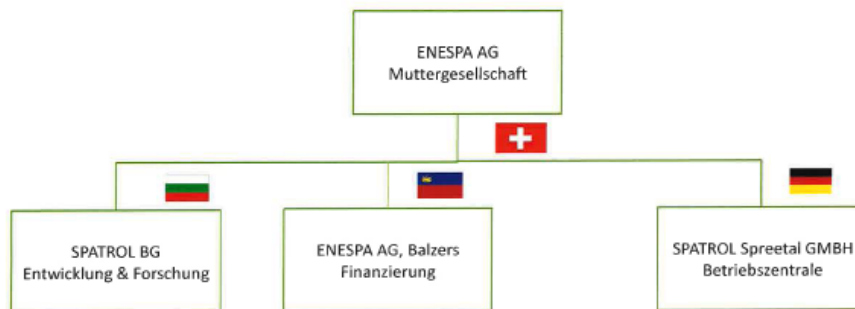 ENESPA AG
Muttergesellschaft
SPATROL BG
Entwicklung & Forschung
ENESPA AG, Balzers
Finanzierung
SPATROL Spreetal GMBH
Betriebszentrale